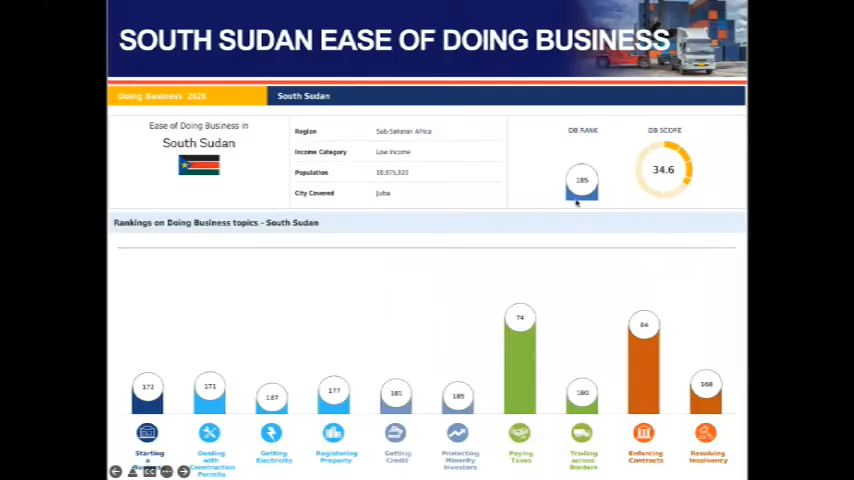 SOUTH SUDAN EASE OF DOING BUSINESS
Doing Business 2020
South Sudan
Ease of Doing Business in
South Sudan
Region
Sub-Saharan Africa
Income Category
Low Income
Population
City Covered
Juba
DB RANK
185
DB SCORE
34.6
Rankings on Doing Business topics - South Sudan
172
171
187
177
181
185
74
180
84
168
Starting
a
Dealing
with
Construction
Permits
Getting
Electricity
Registering
Property
Getting
Credit
Protecting
Minority
Investors
Paying
Taxes
Trading
across
Borders
Enforcing
Contracts
Resolving
Insolvency